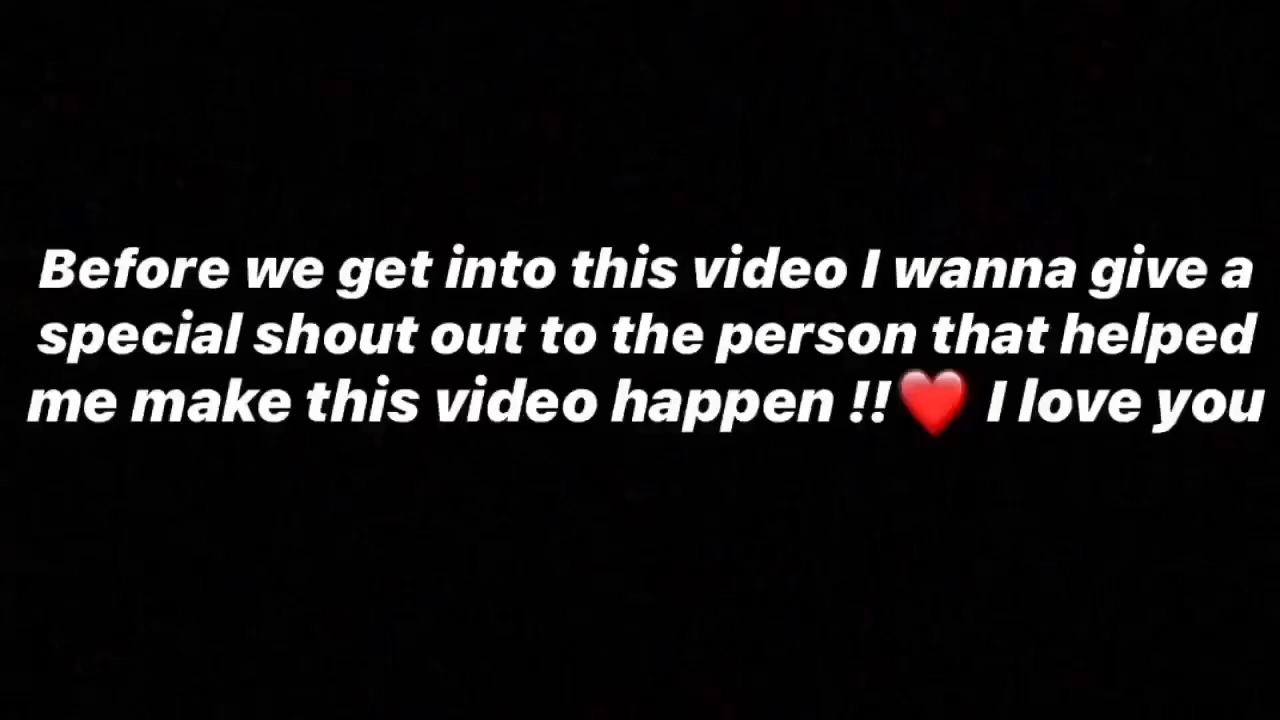 Before we get into this video I wanna give a
special shout out to the person that helped
me make this video happen !!❤️ I love you